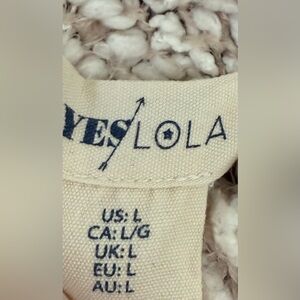 YES LOLA
US: L
CA: L/G
UK: L
EU: L
AU: L